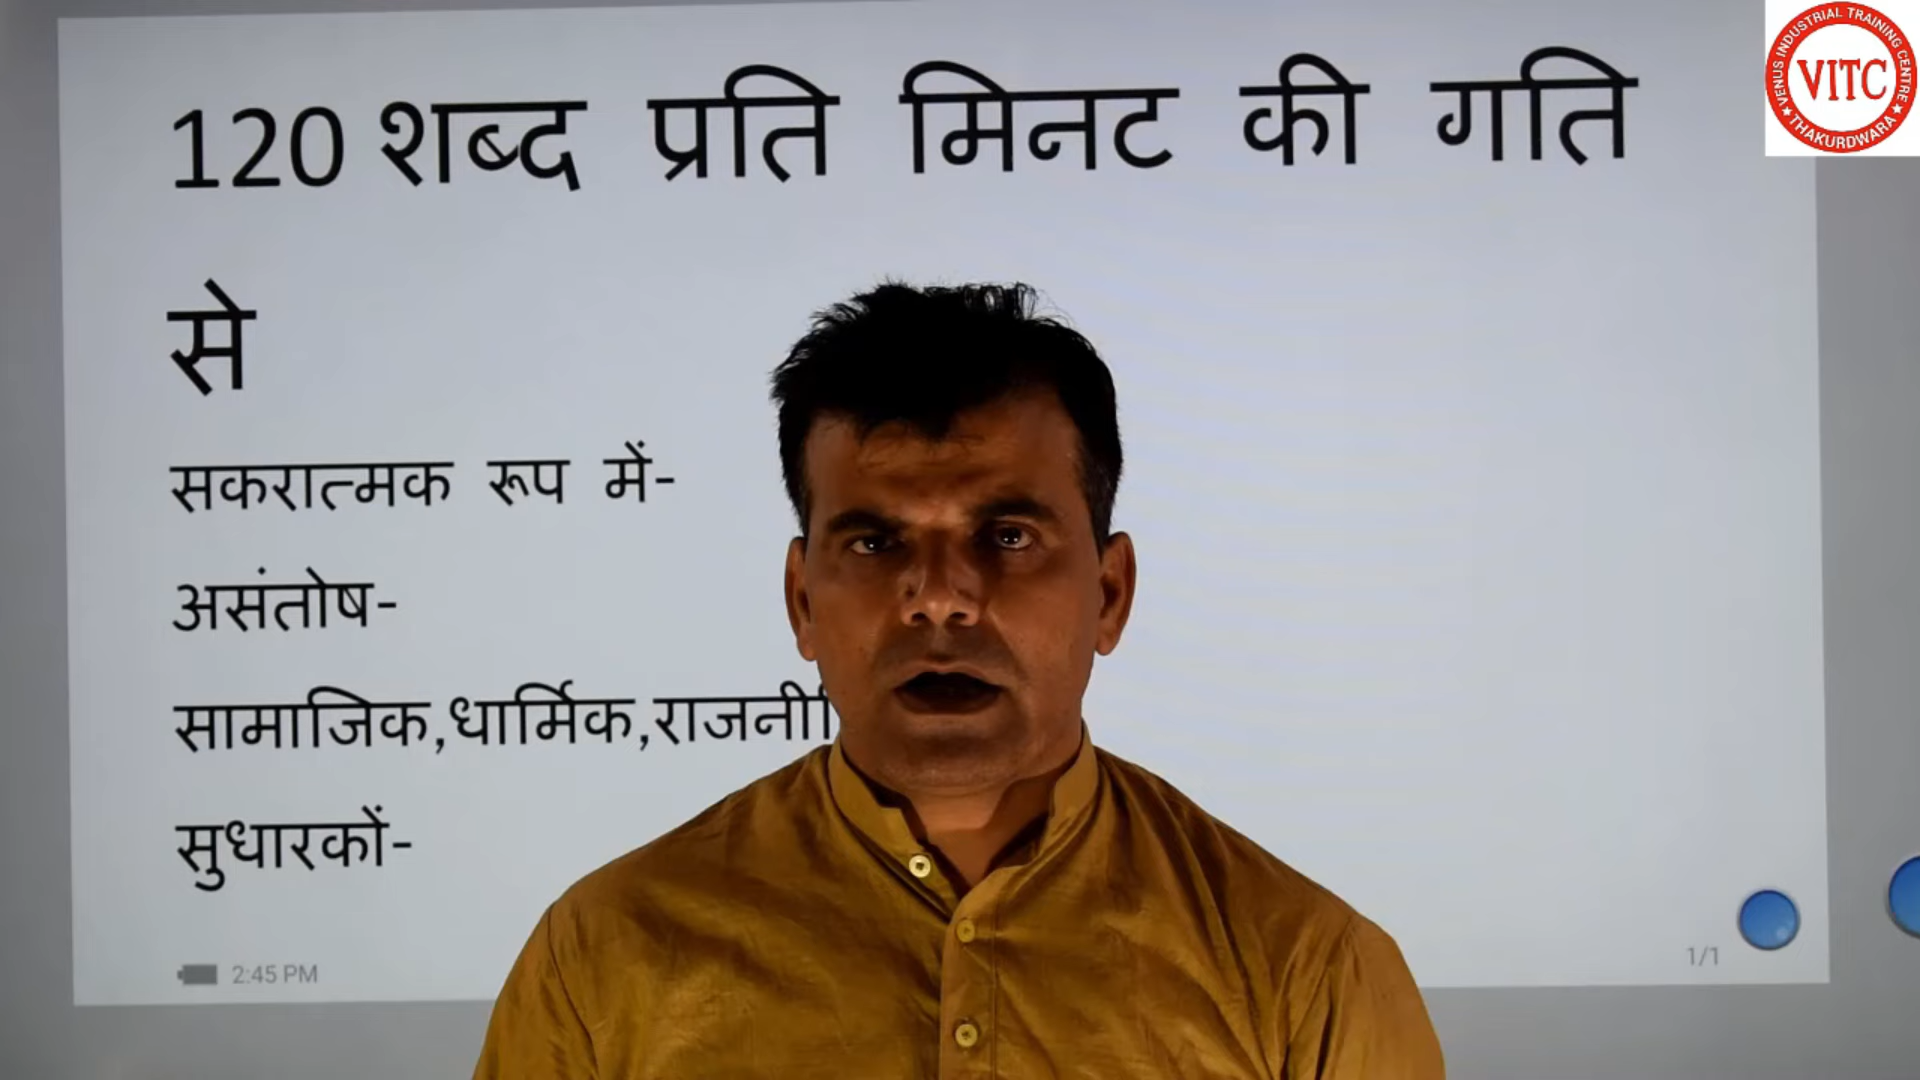 120 शब्द प्रति मिनट की गति
से
सकरात्मक रूप में-
असंतोष-
सामाजिक,धार्मिक,
सुधारकों-
2:45 PM
1/1
VENUS INDUSTRIAL TRAINING CENTRE
VITC
THAKURDWARA